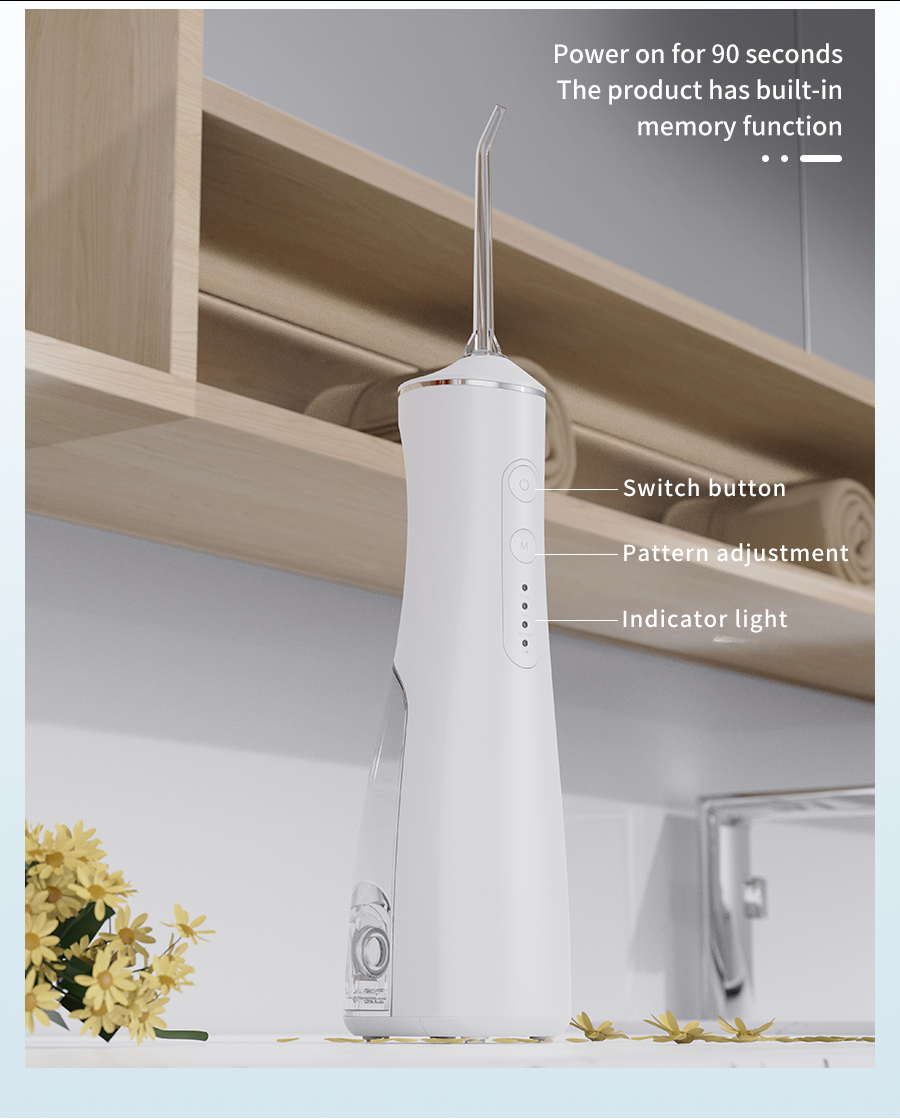 Power on for 90 seconds
The product has built-in
memory function
Switch button
M
Pattern adjustment
Indicator light